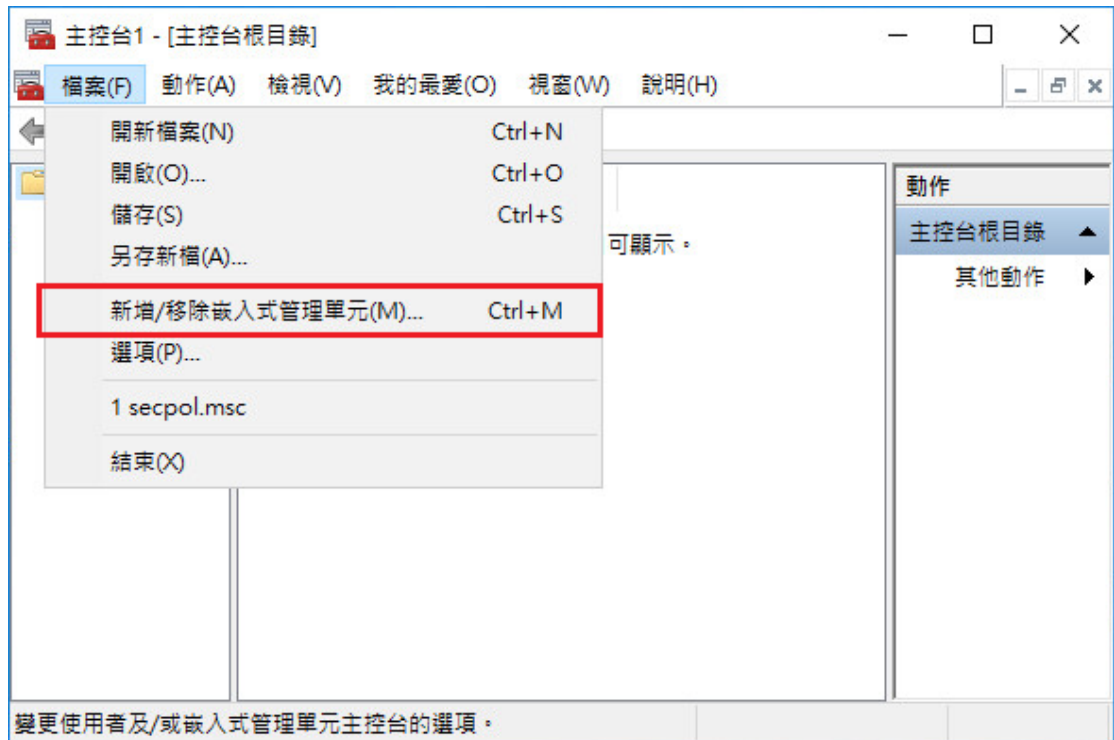 主控台1 - [主控台根目錄]
檔案(F) 動作(A) 檢視(V) 我的最愛(O) 視窗(W) 說明(H)
開新檔案(N) Ctrl+N
開啟(O)... Ctrl+O
儲存(S) Ctrl+S
另存新檔(A)...
新增/移除嵌入式管理單元(M)... Ctrl+M
選項(P)...
1 secpol.msc
結束(X)
可顯示。
動作
主控台根目錄
其他動作
變更使用者及/或嵌入式管理單元主控台的選項。